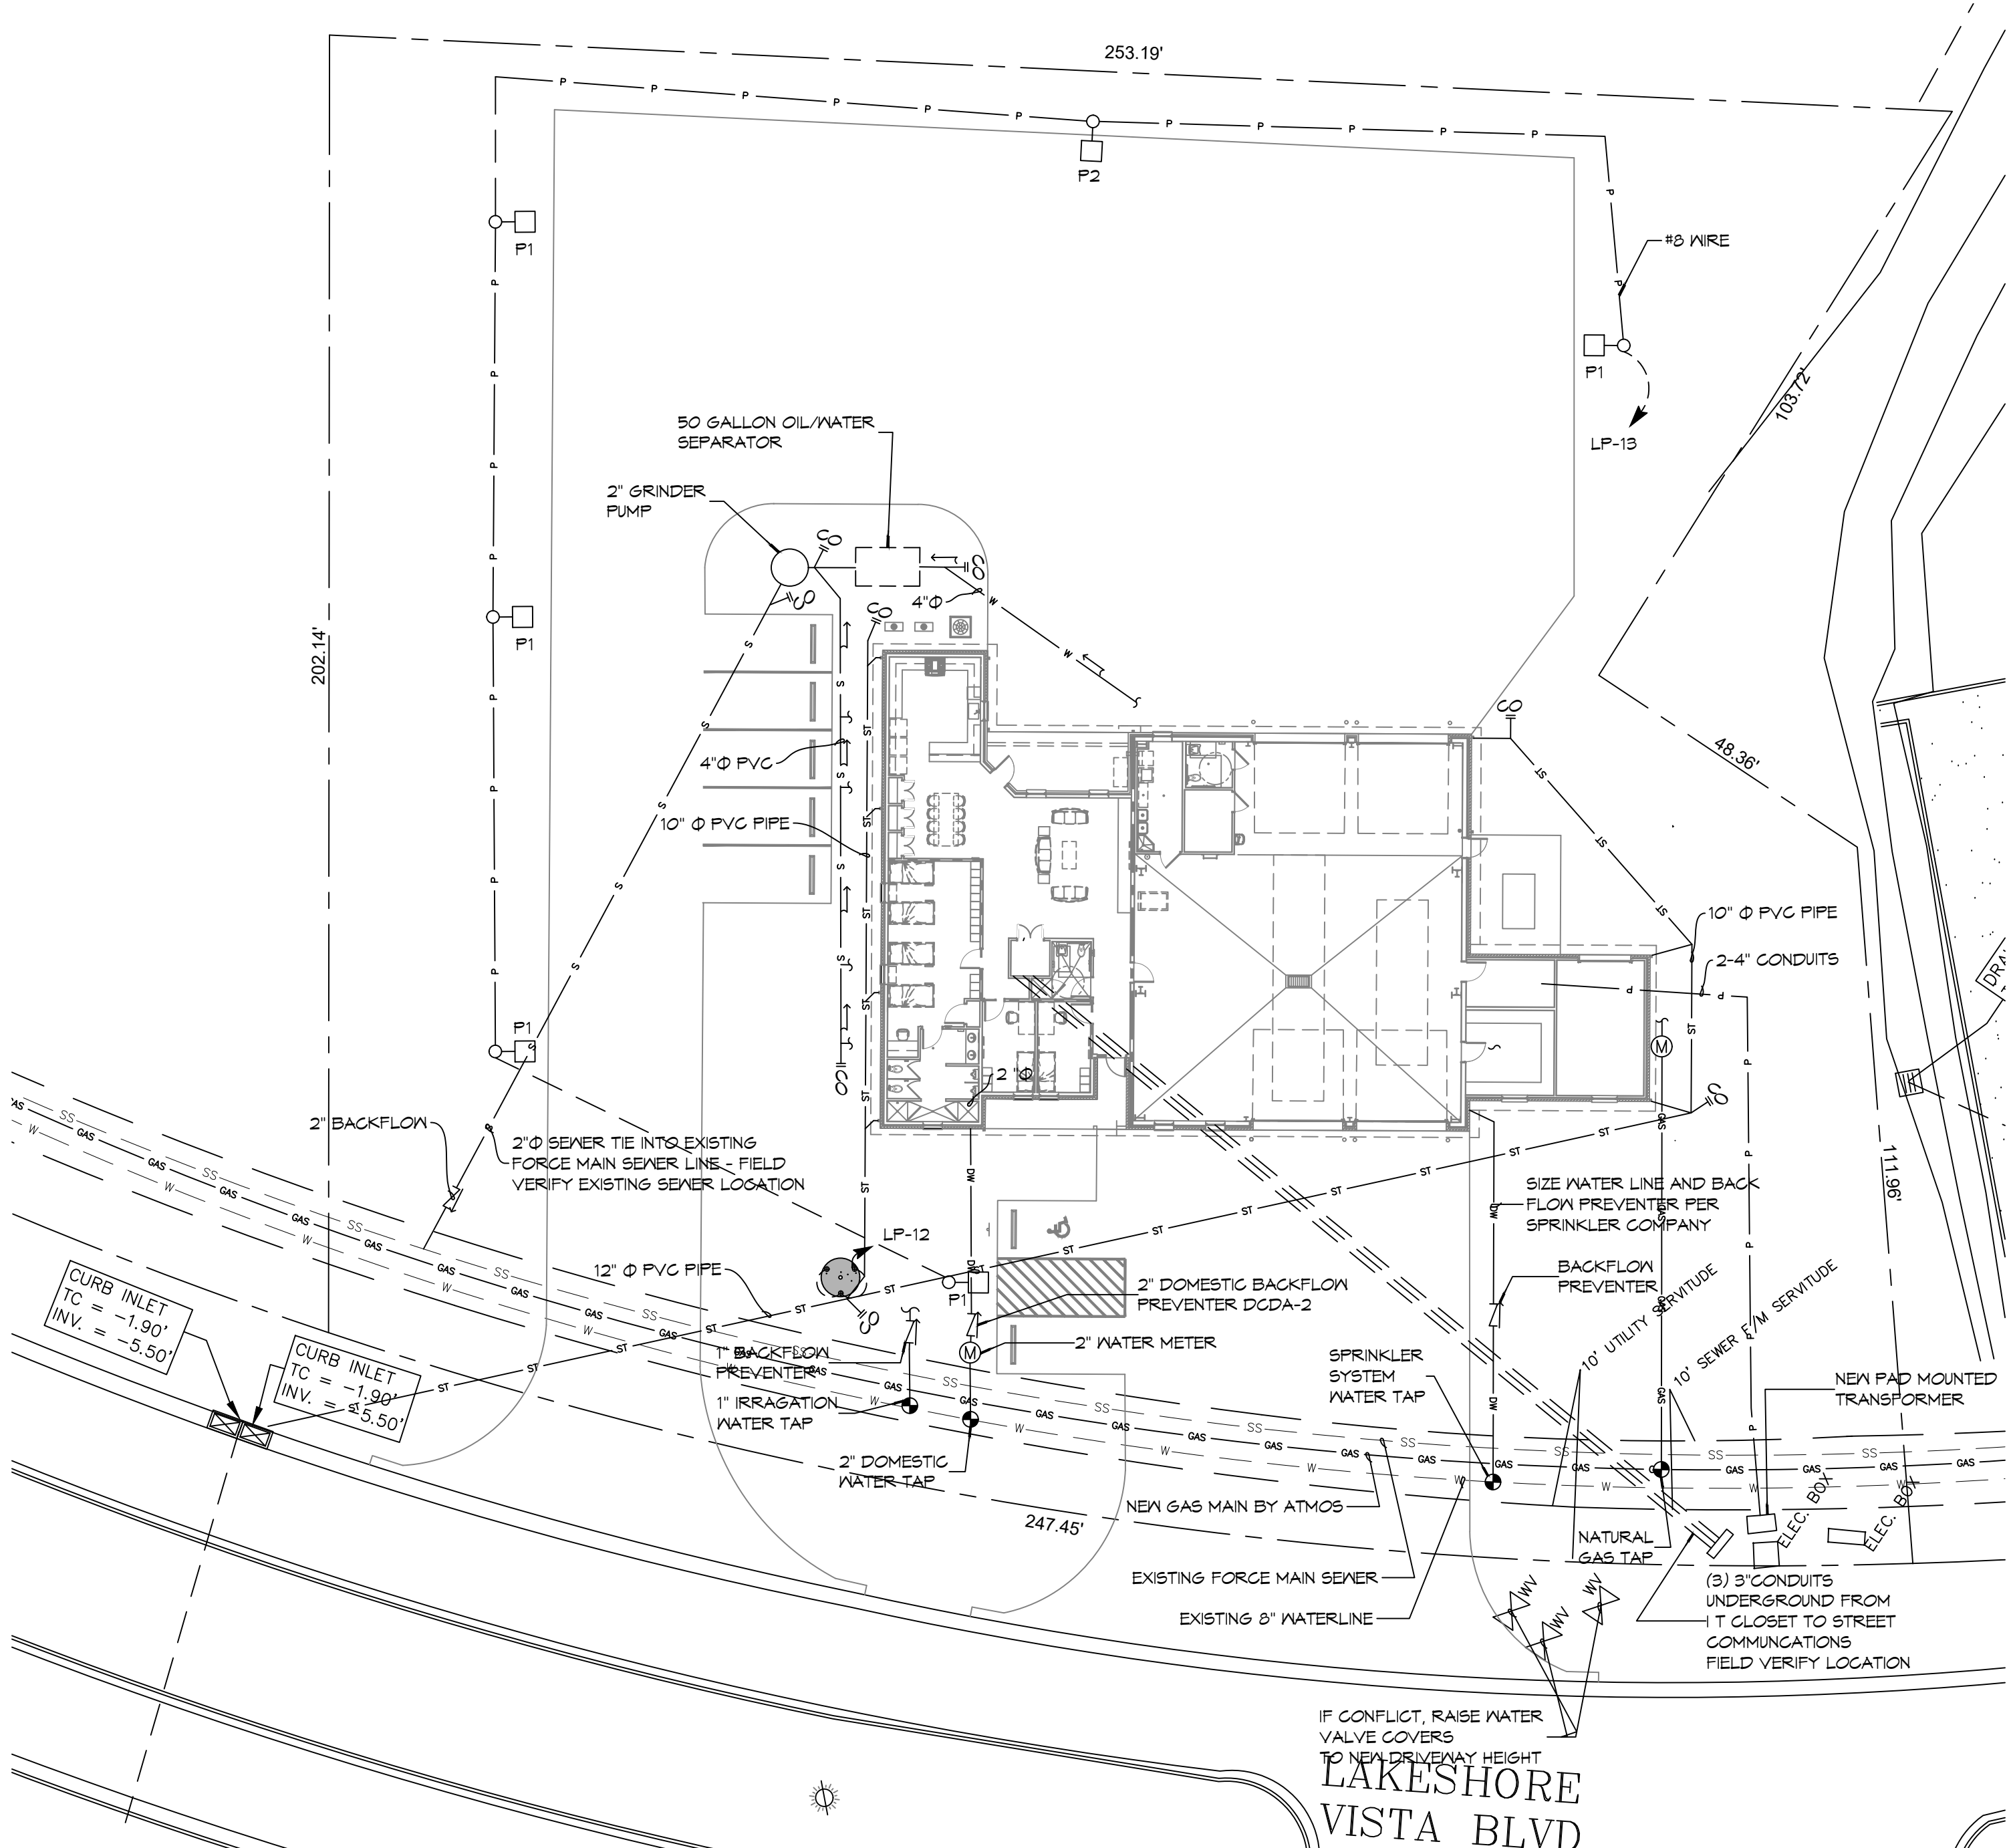 253.19'
P P P P P P P P P P P
P2
P1
#8 WIRE
P1
LP-13
103.72'
50 GALLON OIL/WATER
SEPARATOR
2" GRINDER
PUMP
CO
CO
CO
CO
4"Φ
W
W
202.14'
P1
CO
48.36'
4"Φ PVC
10" Φ PVC PIPE
10" Φ PVC PIPE
2-4" CONDUITS
P1
M
CO
CO
2 "Φ
2" BACKFLOW
2"Φ SEWER TIE INTO EXISTING
FORCE MAIN SEWER LINE - FIELD
VERIFY EXISTING SEWER LOCATION
111.96'
SIZE WATER LINE AND BACK
FLOW PREVENTER PER
SPRINKLER COMPANY
LP-12
12" Φ PVC PIPE
P1
CO
2" DOMESTIC BACKFLOW
PREVENTER DCDA-2
BACKFLOW
PREVENTER
10' UTILITY SERVITUDE
10' SEWER F/M SERVITUDE
CURB INLET
TC = -1.90'
INV. = -5.50'
CURB INLET
TC = -1.90'
INV. = -5.50'
M
2" WATER METER
1" BACKFLOW
PREVENTER
1" IRRAGATION
WATER TAP
SPRINKLER
SYSTEM
WATER TAP
NEW PAD MOUNTED
TRANSFORMER
2" DOMESTIC
WATER TAP
NEW GAS MAIN BY ATMOS
247.45'
NATURAL
GAS TAP
ELEC. BOX
ELEC. BOX
EXISTING FORCE MAIN SEWER
EXISTING 8" WATERLINE
WV
WV
WV
(3) 3"CONDUITS
UNDERGROUND FROM
I T CLOSET TO STREET
COMMUNCATIONS
FIELD VERIFY LOCATION
IF CONFLICT, RAISE WATER
VALVE COVERS
TO NEW DRIVEWAY HEIGHT
LAKESHORE
VISTA BLVD